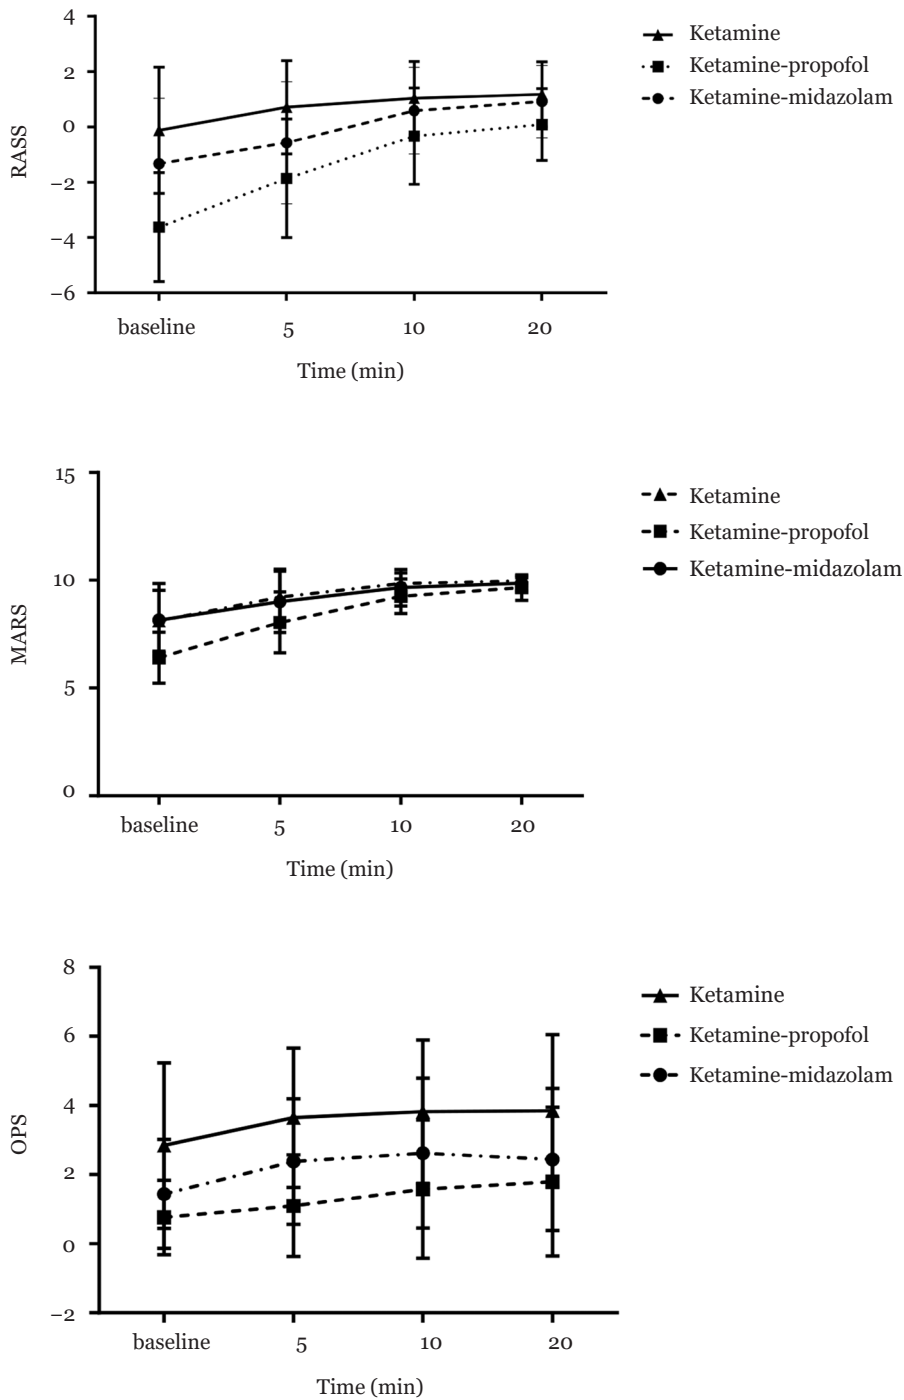 4
2
0
−2
−4
−6
RASS
baseline
5
10
20
Time (min)
Ketamine
Ketamine-propofol
Ketamine-midazolam
15
10
5
0
MARS
baseline
5
10
20
Time (min)
Ketamine
Ketamine-propofol
Ketamine-midazolam
8
6
4
2
0
−2
OPS
baseline
5
10
20
Time (min)
Ketamine
Ketamine-propofol
Ketamine-midazolam